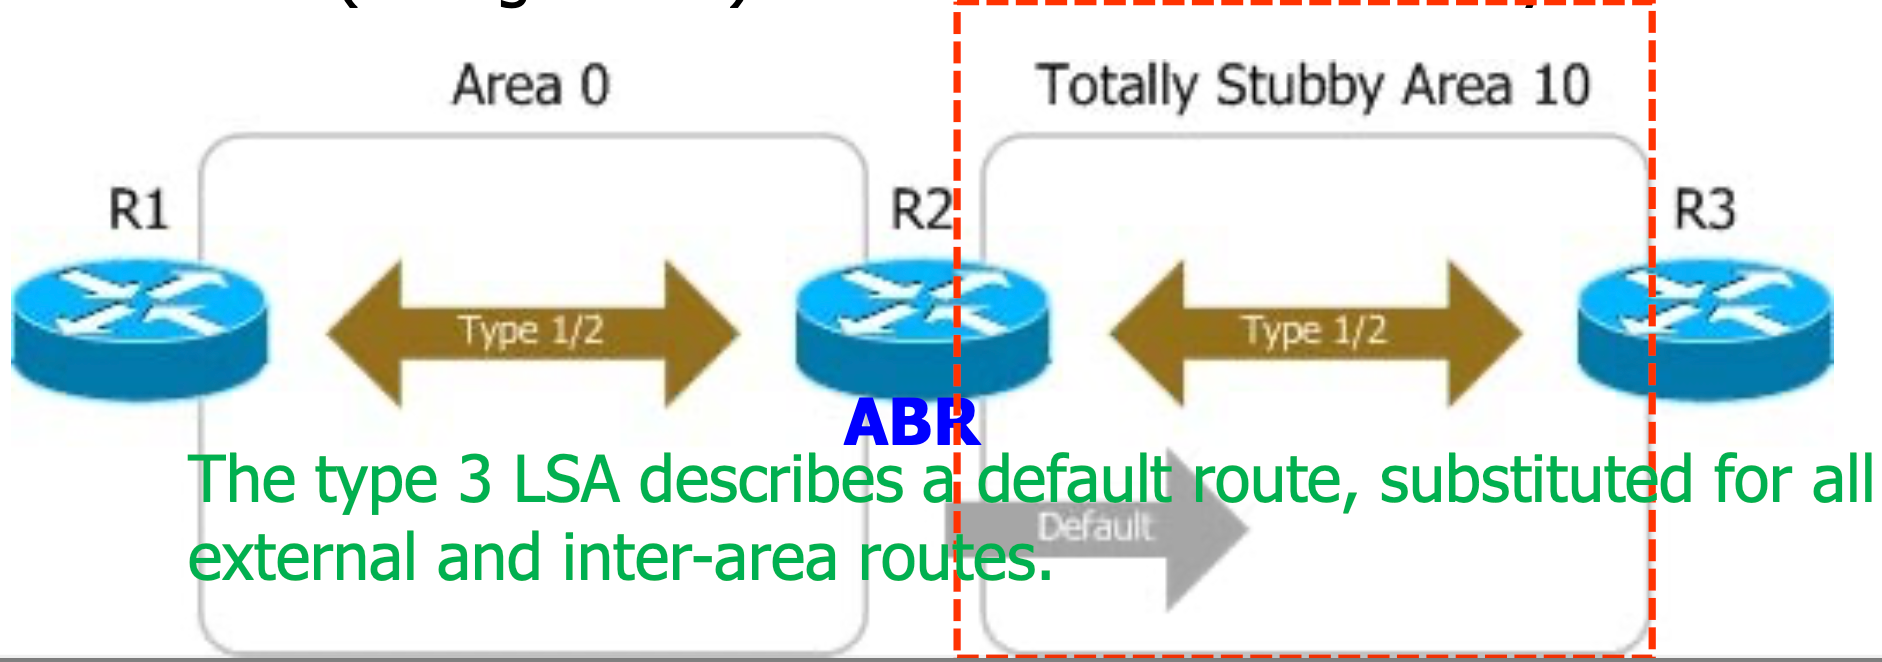 Area 0
Totally Stubby Area 10
R1
R2
R3
Type 1/2
Type 1/2
ABR
The type 3 LSA describes a default route, substituted for all
external and inter-area routes.
Default